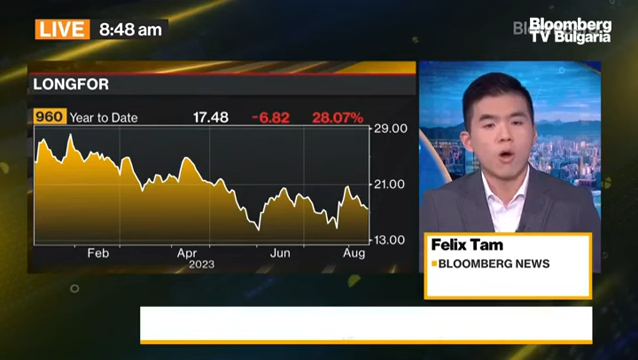 LIVE 8:48 am
Bloomberg
TV Bulgaria
LONGFOR
960 Year to Date 17.48 -6.82 28.07%
29.00
21.00
13.00
Feb Apr Jun Aug
2023
Felix Tam
BLOOMBERG NEWS